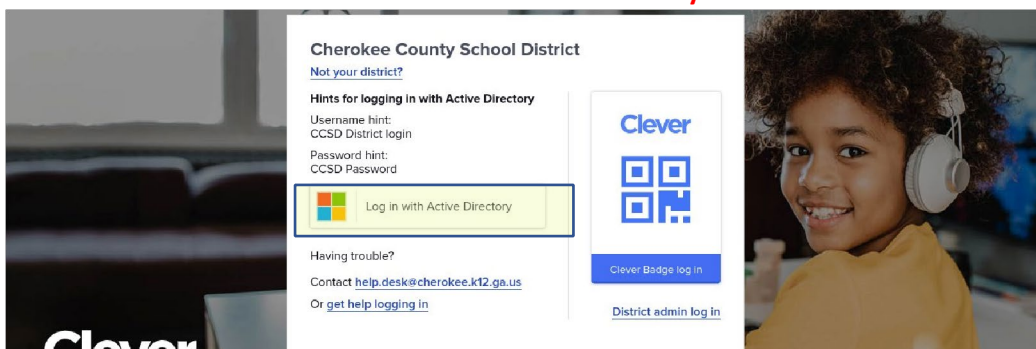 Cherokee County School District
Not your district?
Hints for logging in with Active Directory
Username hint:
CCSD District login
Password hint:
CCSD Password
Log in with Active Directory
Having trouble?
Contact help.desk@cherokee.k12.ga.us
Or get help logging in
Clever
Clever Badge log in
District admin log in
Clever